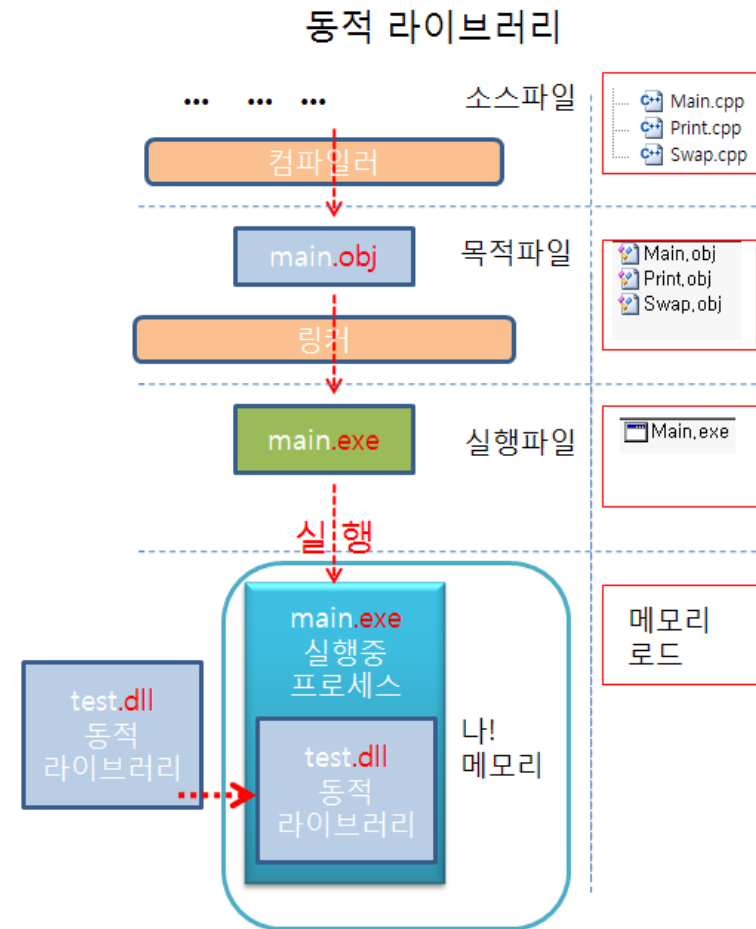 동적 라이브러리
... ... ...
소스파일
Main.cpp
Print.cpp
Swap.cpp
컴파일러
main.obj
목적파일
Main,obj
Print,obj
Swap,obj
링커
main.exe
실행파일
Main,exe
실행
main.exe
실행중
프로세스
메모리
로드
test.dll
동적
라이브러리
test.dll
동적
라이브러리
나!
메모리